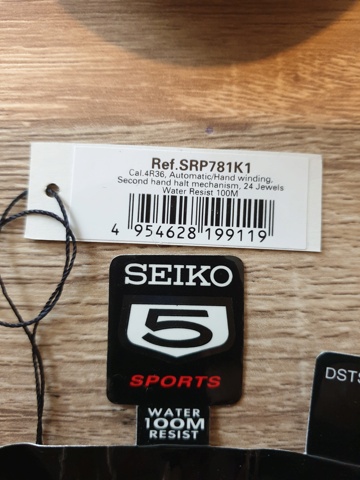 Ref.SRP781K1
Cal.4R36, Automatic/Hand winding,
Second hand halt mechanism, 24 Jewels
Water Resist 100M
4 954628 199119
SEIKO
5
SPORTS
WATER
100M
RESIST
DSTS